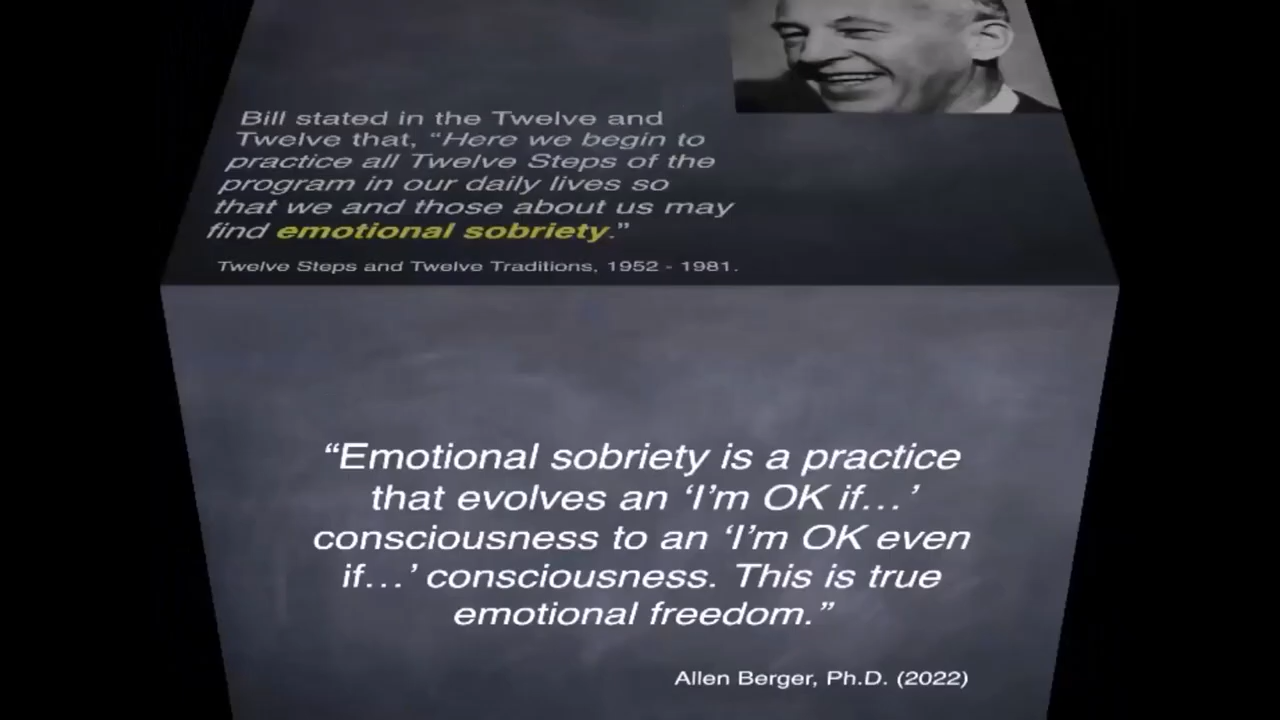 Bill stated in the Twelve and
Twelve that, “Here we begin to
practice all Twelve Steps of the
program in our daily lives so
that we and those about us may
find emotional sobriety.”
Twelve Steps and Twelve Traditions, 1952 - 1981.
“Emotional sobriety is a practice
that evolves an ‘I’m OK if…’
consciousness to an ‘I’m OK even
if…’ consciousness. This is true
emotional freedom.”
Allen Berger, Ph.D. (2022)